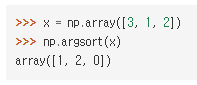 >>> x = np.array([3, 1, 2])
>>> np.argsort(x)
array([1, 2, 0])